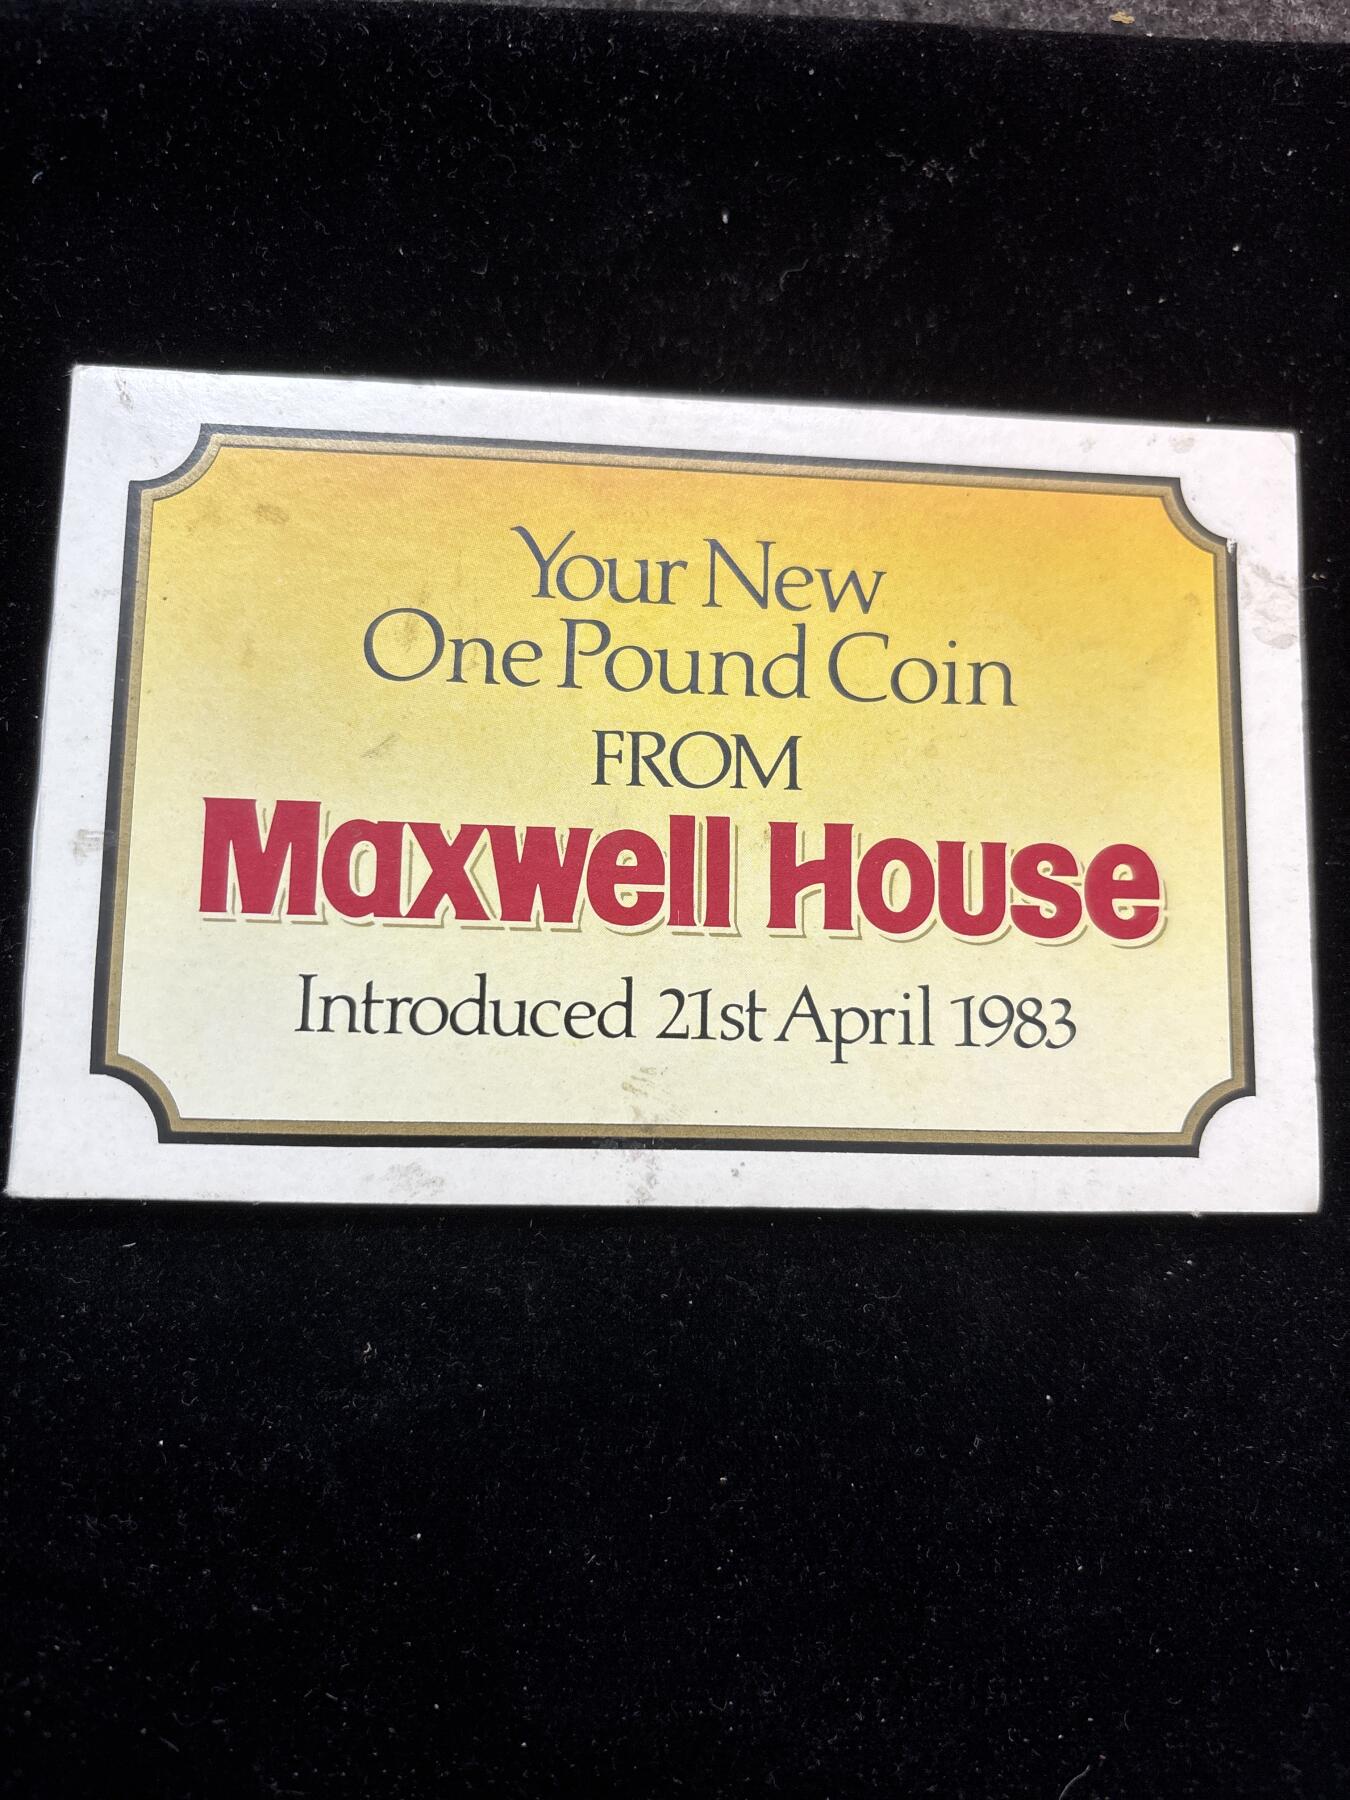 Your New
One Pound Coin
FROM
Maxwell House
Introduced 21st April 1983